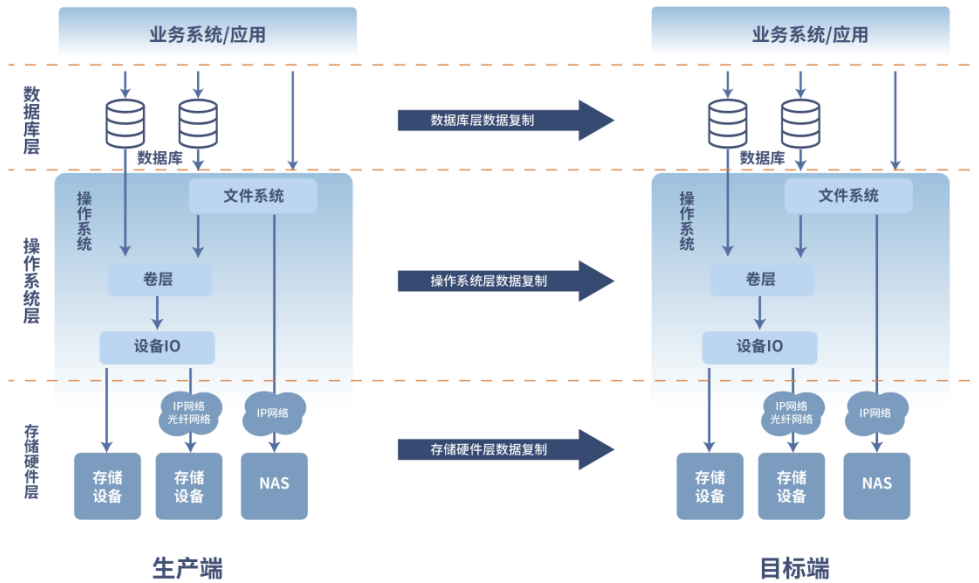 业务系统/应用
业务系统/应用
数据库层
数据库
数据库层数据复制
数据库
操作系统层
操作系统
文件系统
卷层
设备IO
操作系统层数据复制
操作系统
文件系统
卷层
设备IO
存储硬件层
IP网络
光纤网络
IP网络
存储
设备
存储
设备
NAS
存储硬件层数据复制
IP网络
光纤网络
IP网络
存储
设备
存储
设备
NAS
生产端
目标端